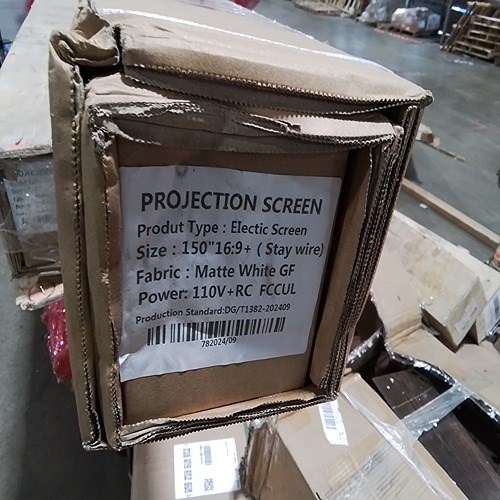 PROJECTION SCREEN
Produt Type : Electic Screen
Size : 150"16:9+ ( Stay wire)
Fabric : Matte White GF
Power: 110V+RC FCCUL
Production Standard:DG/T1382-202409
782024/09